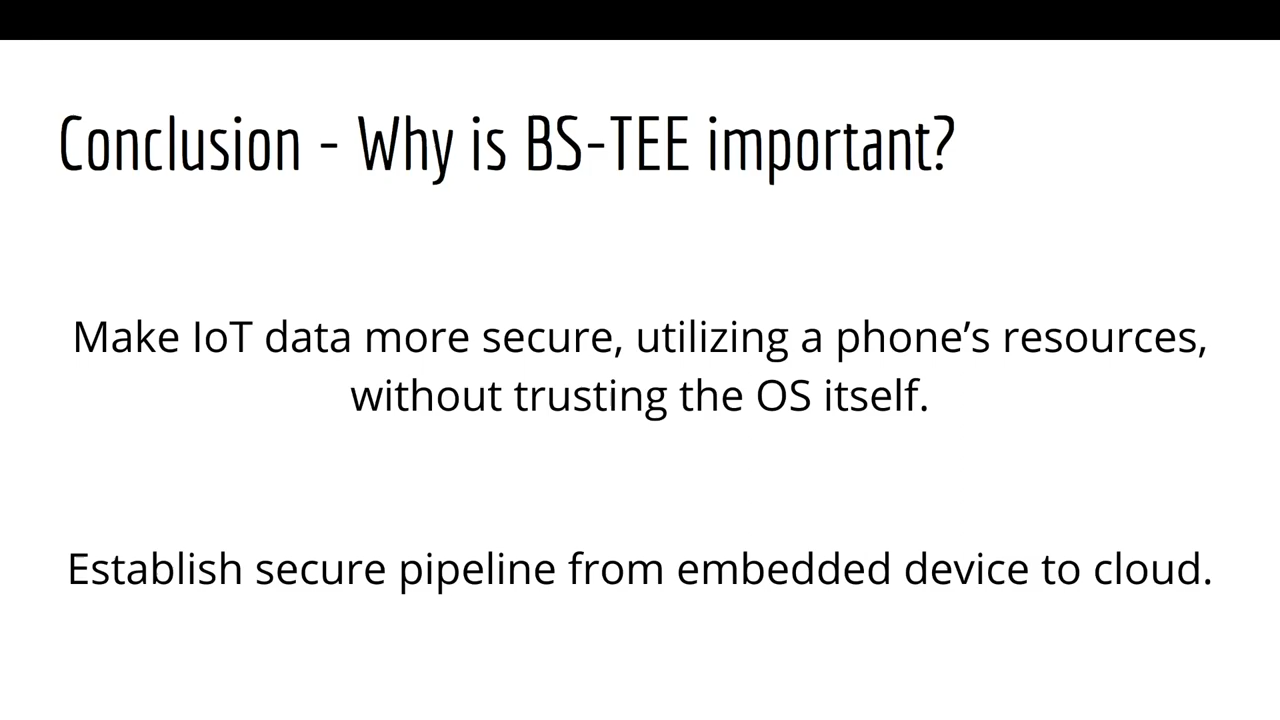 Conclusion - Why is BS-TEE important?
Make IoT data more secure, utilizing a phone’s resources,
without trusting the OS itself.
Establish secure pipeline from embedded device to cloud.